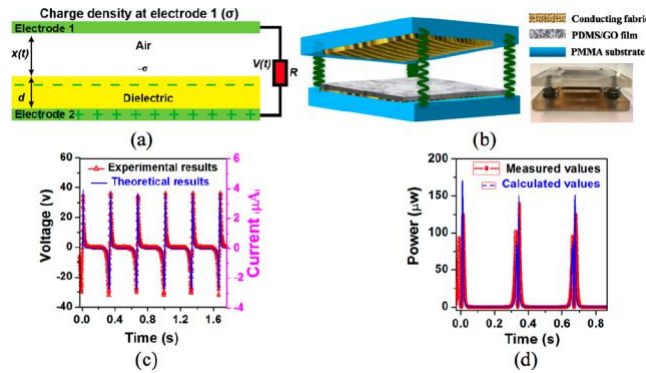 Charge density at electrode 1 (σ)
Electrode 1
x(t)
Air
-σ
V(t)
R
d
Dielectric
Electrode 2
(a)
Conducting fabric
PDMS/GO film
PMMA substrate
(b)
60
40
20
0
-20
-40
Voltage (v)
Experimental results
Theoretical results
6
4
2
0
-2
-4
Current
0.0 0.4 0.8 1.2 1.6
Time (s)
(c)
200
150
100
50
0
Power (µw)
Measured values
Calculated values
0.0 0.2 0.4 0.6 0.8
Time (s)
(d)